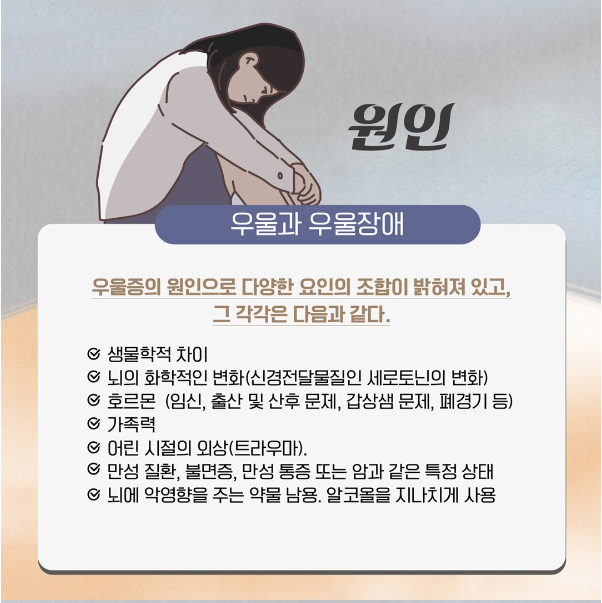 원인
우울과 우울장애
우울증의 원인으로 다양한 요인의 조합이 밝혀져 있고,
그 각각은 다음과 같다.
생물학적 차이
뇌의 화학적인 변화(신경전달물질인 세로토닌의 변화)
호르몬 (임신, 출산 및 산후 문제, 갑상샘 문제, 폐경기 등)
가족력
어린 시절의 외상(트라우마).
만성 질환, 불면증, 만성 통증 또는 암과 같은 특정 상태
뇌에 악영향을 주는 약물 남용. 알코올을 지나치게 사용